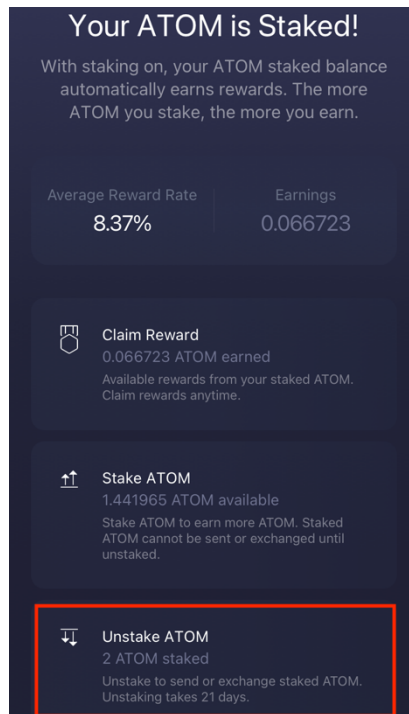 Your ATOM is Staked!
With staking on, your ATOM staked balance
automatically earns rewards. The more
ATOM you stake, the more you earn.
Average Reward Rate
Earnings
8.37%
0.066723
Claim Reward
0.066723 ATOM earned
Available rewards from your staked ATOM.
Claim rewards anytime.
Stake ATOM
1.441965 ATOM available
Stake ATOM to earn more ATOM. Staked
ATOM cannot be sent or exchanged until
unstaked.
Unstake ATOM
2 ATOM staked
Unstake to send or exchange staked ATOM.
Unstaking takes 21 days.